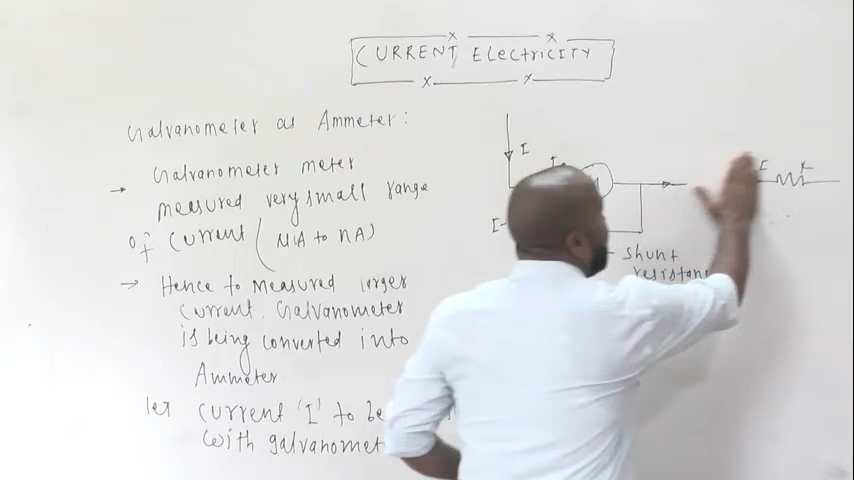 CURRENT ELECTRICITY
Galvanometer as Ammeter:
→ Galvanometer meter
measured very small range
of current (MA to nA)
→ Hence to measured larger
current. Galvanometer
is being converted into
Ammeter.
let current 'I' to be
with galvanomet
I
I
shunt
resistan
I